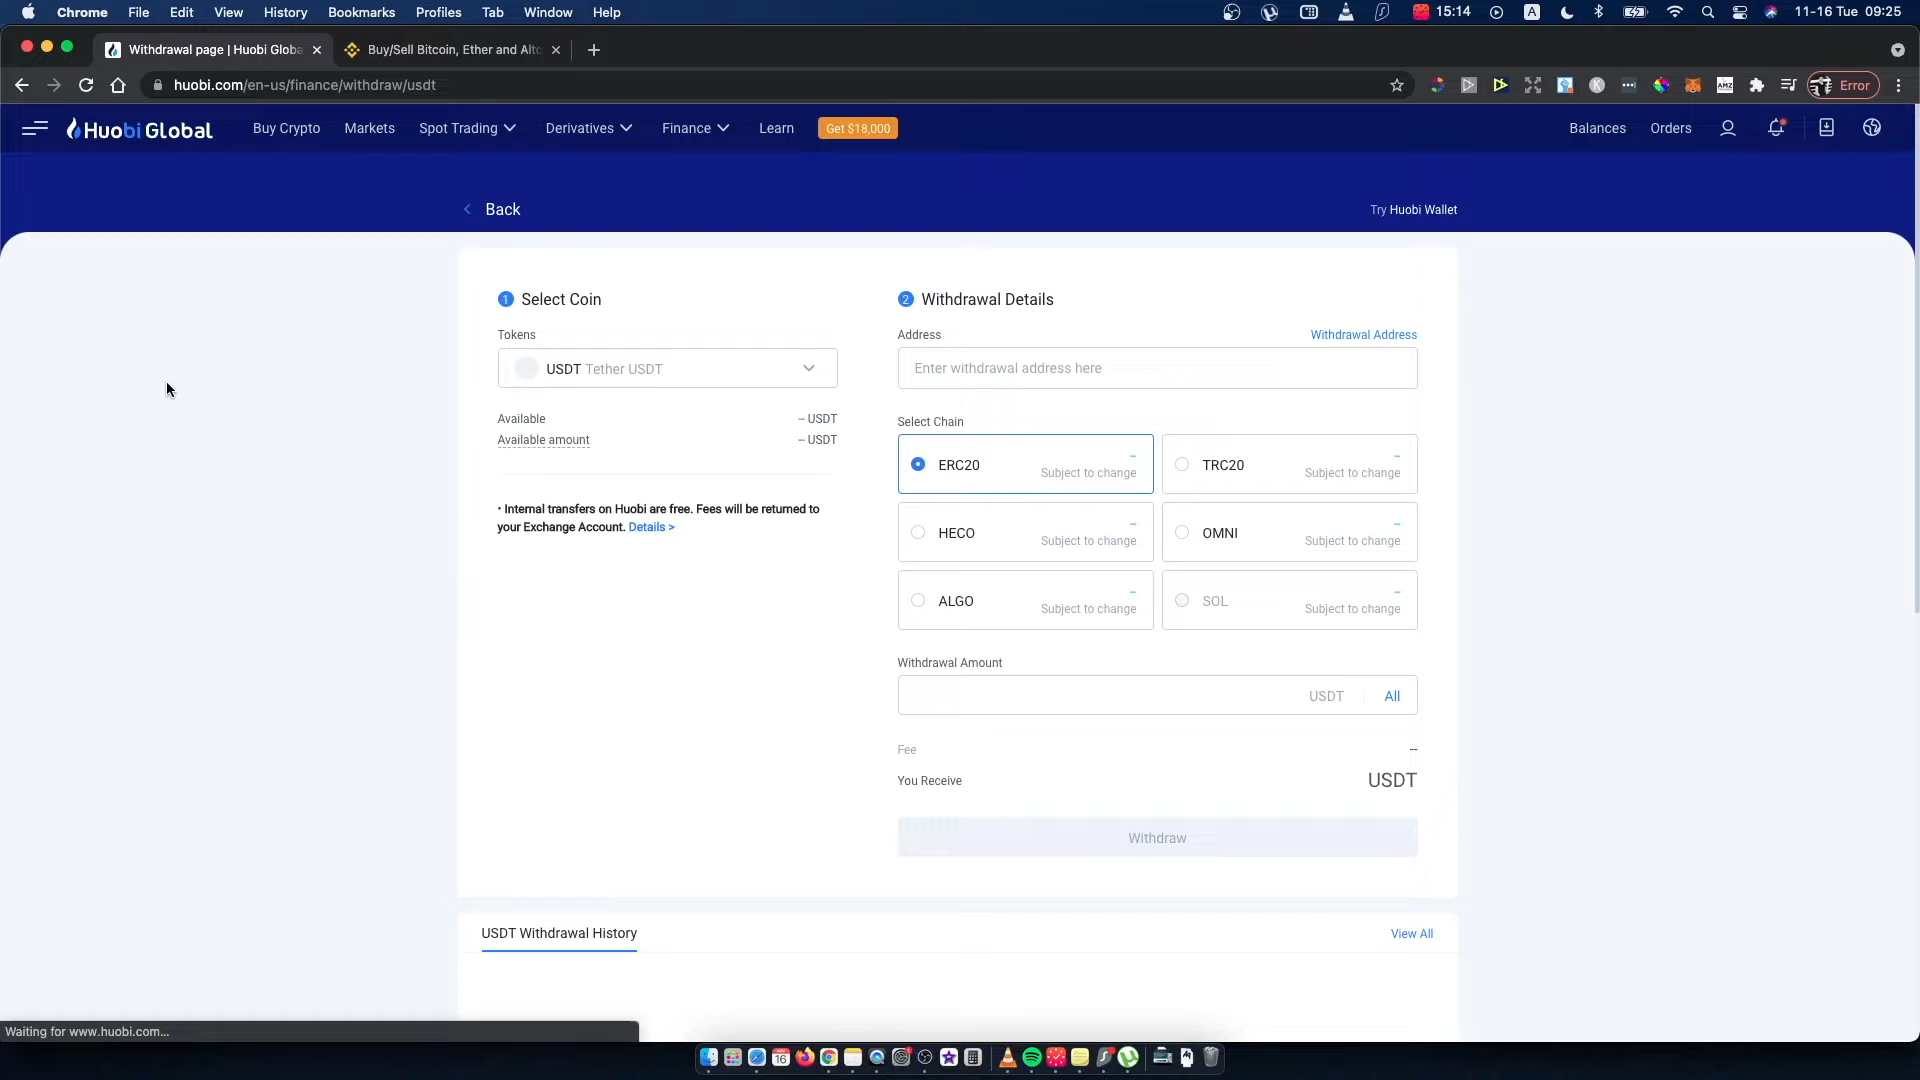 Chrome File Edit View History Bookmarks Profiles Tab Window Help 15:14 A 11-16 Tue 09:25
Withdrawal page | Huobi Globa Buy/Sell Bitcoin, Ether and Altc
huobi.com/en-us/finance/withdraw/usdt K AMZ Error
Huobi Global Buy Crypto Markets Spot Trading Derivatives Finance Learn Get $18,000 Balances Orders
Back Try Huobi Wallet
1 Select Coin
Tokens
USDT Tether USDT
Available -- USDT
Available amount -- USDT
· Internal transfers on Huobi are free. Fees will be returned to
your Exchange Account. Details >
2 Withdrawal Details
Address Withdrawal Address
Enter withdrawal address here
Select Chain
ERC20 -- Subject to change
TRC20 -- Subject to change
HECO -- Subject to change
OMNI -- Subject to change
ALGO -- Subject to change
SOL -- Subject to change
Withdrawal Amount
USDT All
Fee --
You Receive USDT
Withdraw
USDT Withdrawal History View All
Waiting for www.huobi.com...
16